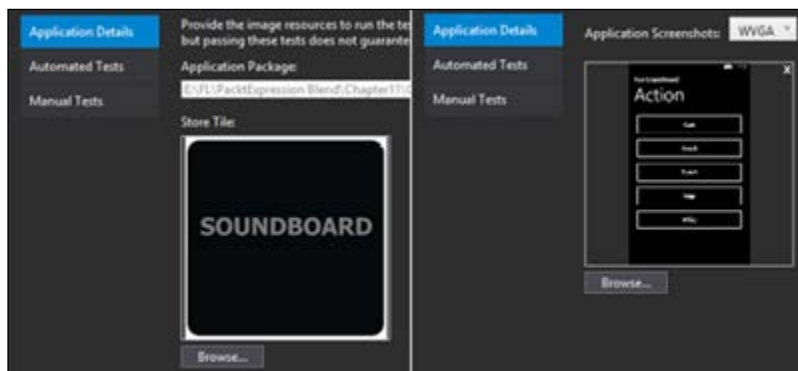 Application Details
Automated Tests
Manual Tests
Provide the image resources to run the te
but passing these tests does not guarante
Application Package:
E:\FL\PacktExpression Blend\Chapter11\
Store Tile:
SOUNDBOARD
Browse...
Application Details
Automated Tests
Manual Tests
Application Screenshots: WVGA
X
Action
Browse...